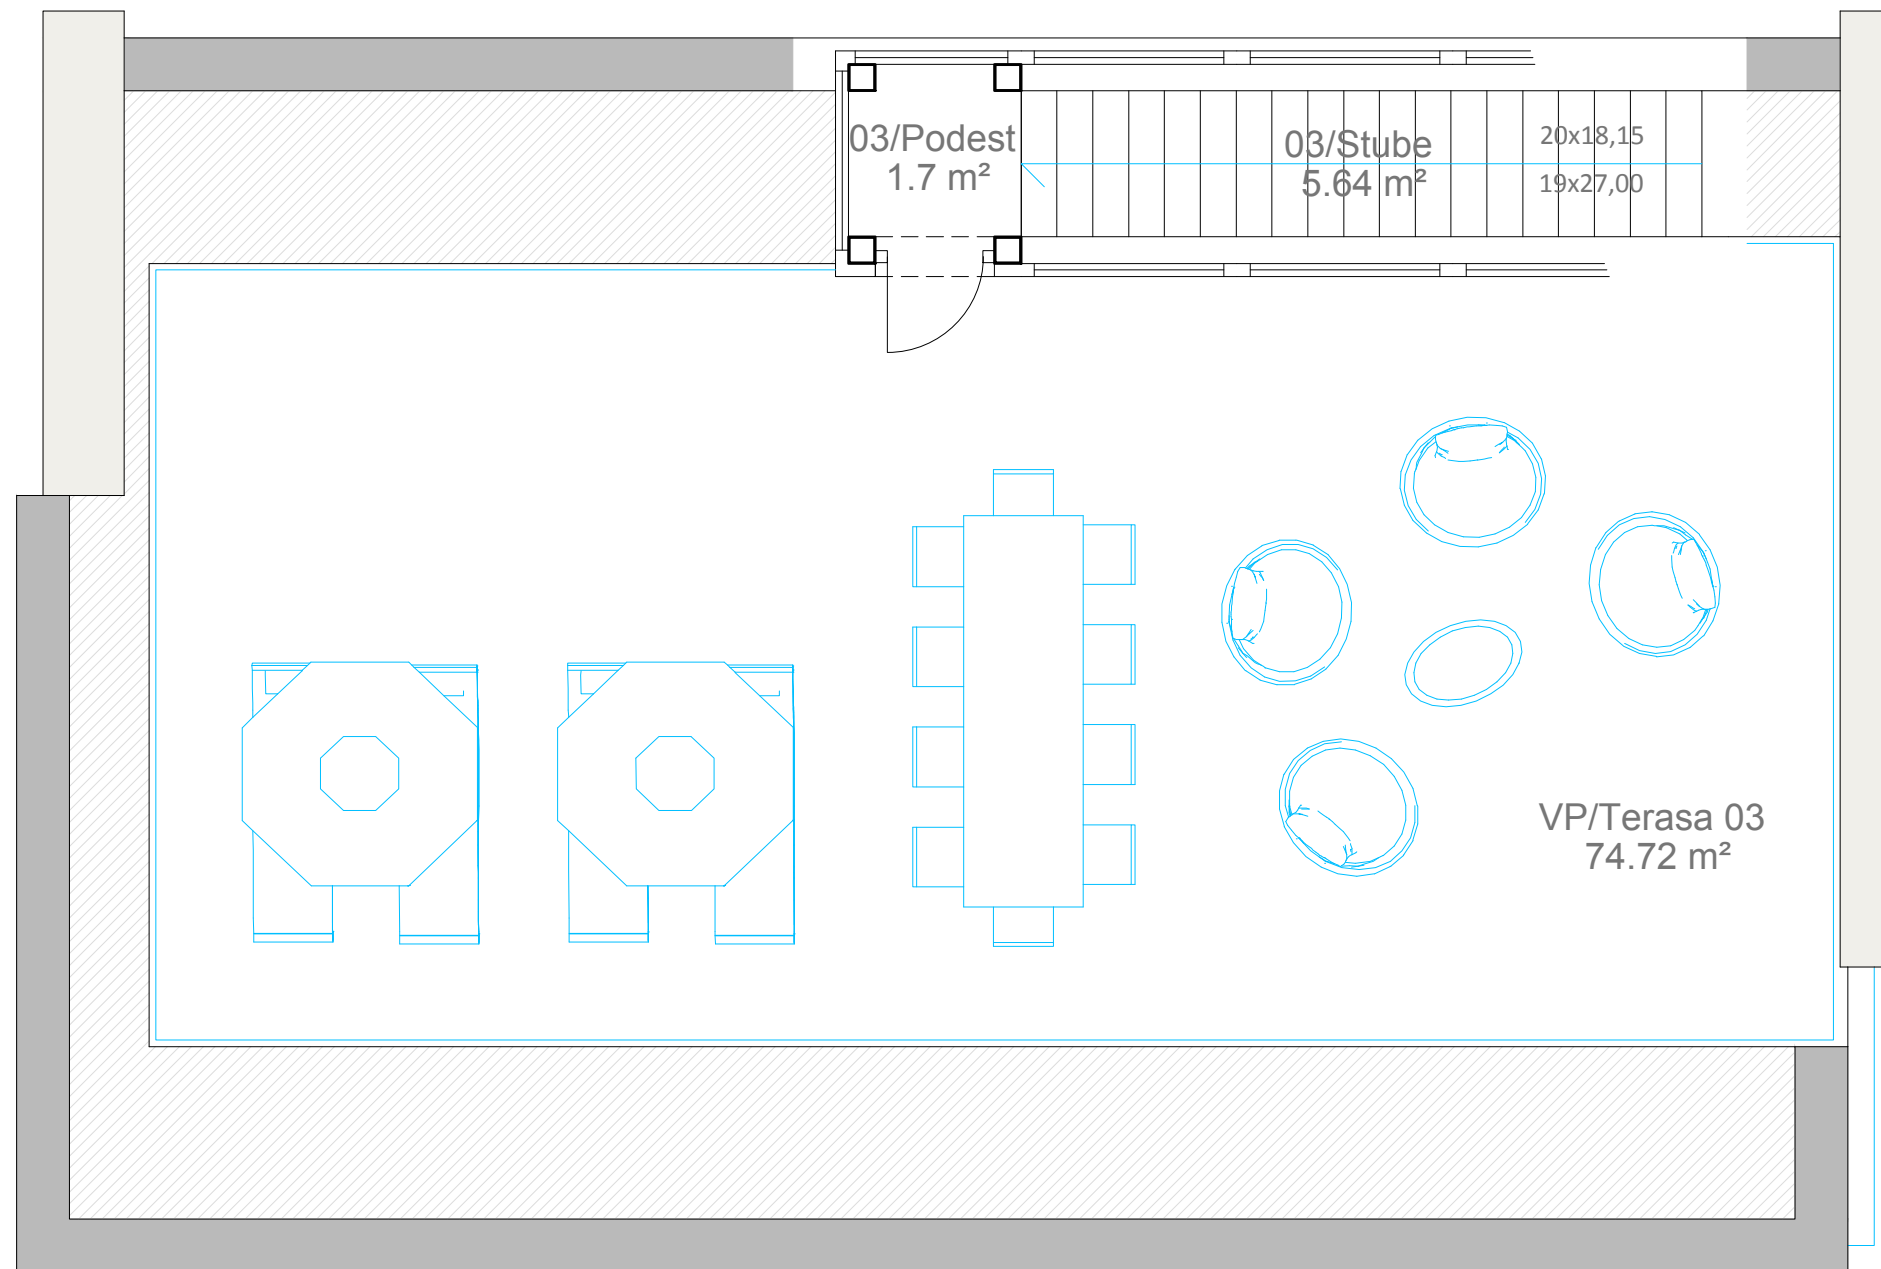 03/Podest
1.7 m²
03/Stube
5.64 m²
20x18,15
19x27,00
VP/Terasa 03
74.72 m²